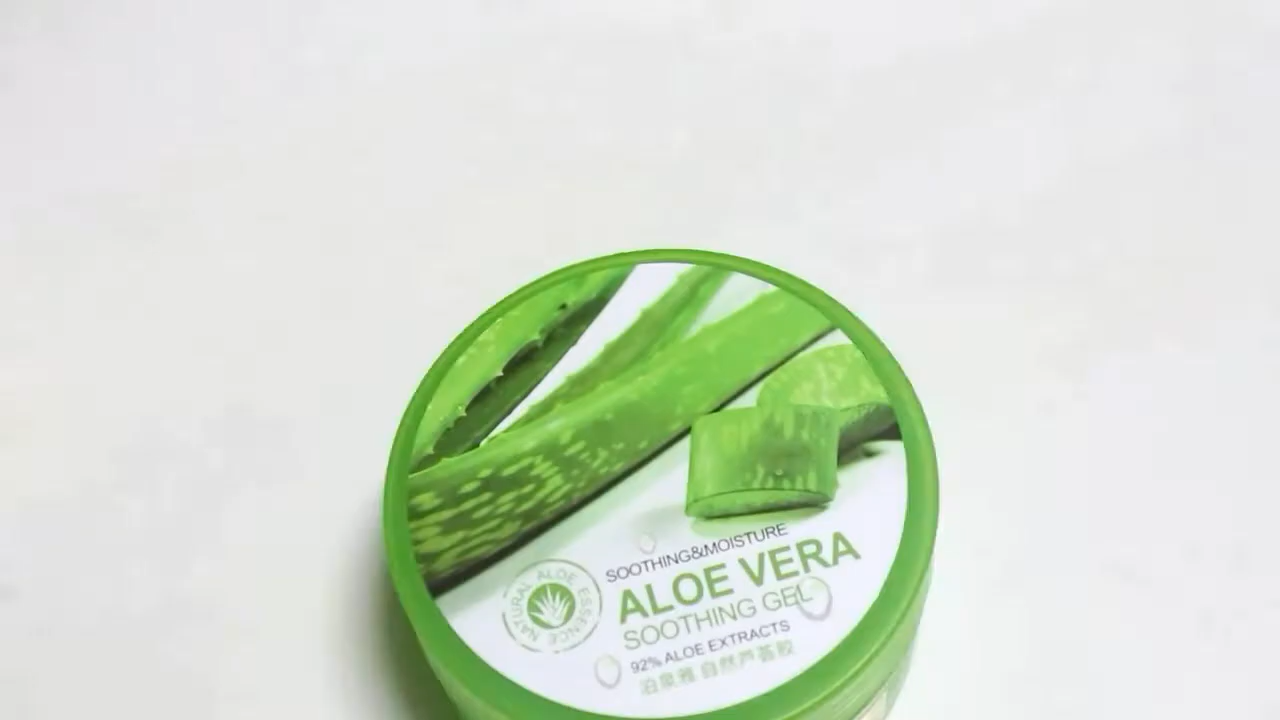 SOOTHING&MOISTURE
ALOE VERA
SOOTHING GEL
92% ALOE EXTRACTS
泊泉雅 自然芦荟胶
NATURAL ALOE ESSENCE